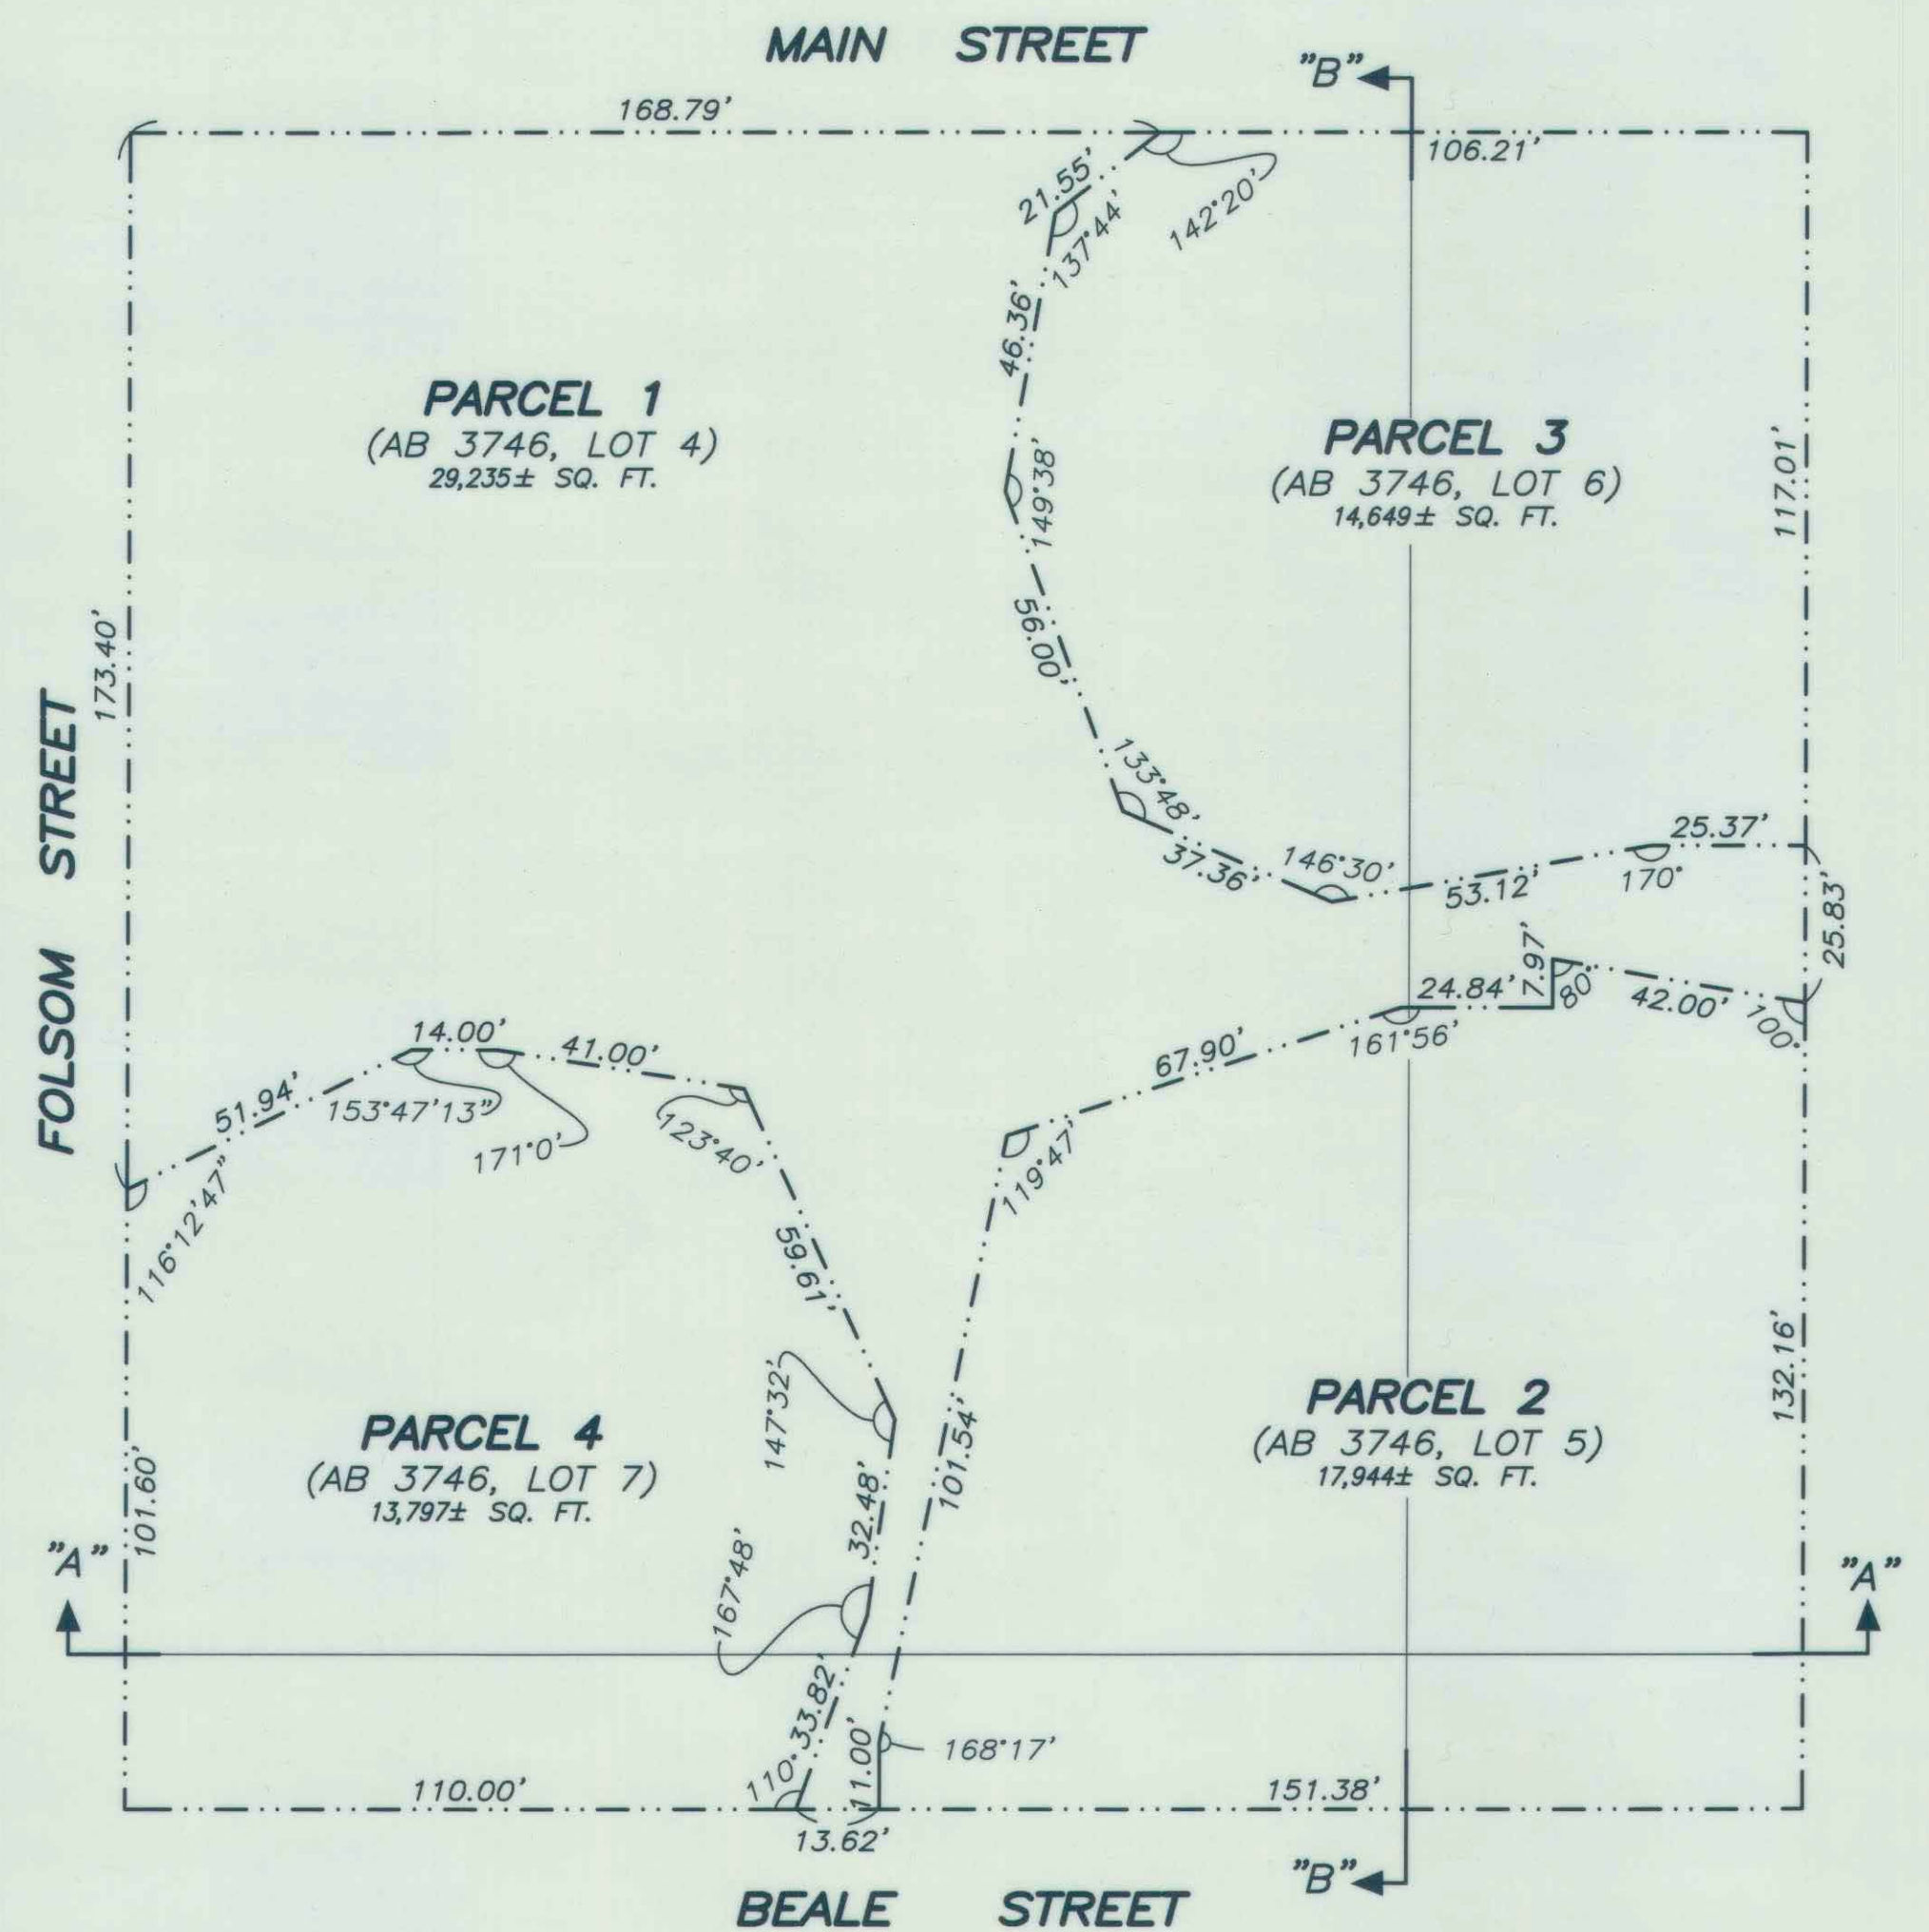 MAIN STREET
"B"
168.79'
106.21'
21.55'
142°20'
137°44'
46.36'
PARCEL 1
(AB 3746, LOT 4)
29,235± SQ. FT.
PARCEL 3
(AB 3746, LOT 6)
14,649± SQ. FT.
149°38'
117.01'
173.40'
56.00'
FOLSOM STREET
133°48'
37.36'
146°30'
53.12'
25.37'
170°
25.83'
7.97'
24.84'
80°
42.00'
100°
161°56'
67.90'
119°47'
14.00'
41.00'
51.94'
153°47'13"
171°0'
123°40'
116°12'47"
59.61'
147°32'
132.16'
PARCEL 4
(AB 3746, LOT 7)
13,797± SQ. FT.
PARCEL 2
(AB 3746, LOT 5)
17,944± SQ. FT.
101.54'
32.48'
101.60'
"A"
"A"
167°48'
33.82'
110°
11.00'
168°17'
110.00'
151.38'
13.62'
"B"
BEALE STREET